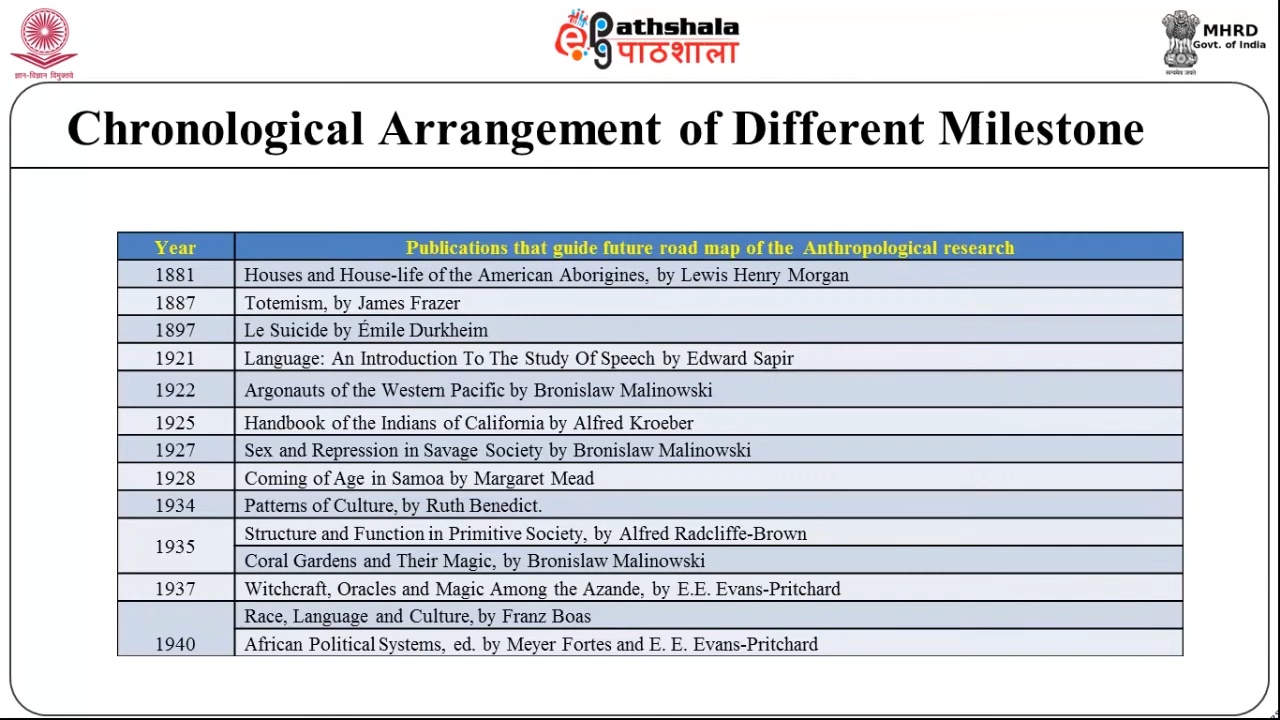 ज्ञान-विज्ञान विमुक्तये
ePathshala
पाठशाला
MHRD
Govt. of India
सत्यमेव जयते
Chronological Arrangement of Different Milestone
Year Publications that guide future road map of the Anthropological research
1881 Houses and House-life of the American Aborigines, by Lewis Henry Morgan
1887 Totemism, by James Frazer
1897 Le Suicide by Émile Durkheim
1921 Language: An Introduction To The Study Of Speech by Edward Sapir
1922 Argonauts of the Western Pacific by Bronislaw Malinowski
1925 Handbook of the Indians of California by Alfred Kroeber
1927 Sex and Repression in Savage Society by Bronislaw Malinowski
1928 Coming of Age in Samoa by Margaret Mead
1934 Patterns of Culture, by Ruth Benedict.
1935 Structure and Function in Primitive Society, by Alfred Radcliffe-Brown
Coral Gardens and Their Magic, by Bronislaw Malinowski
1937 Witchcraft, Oracles and Magic Among the Azande, by E.E. Evans-Pritchard
Race, Language and Culture, by Franz Boas
1940 African Political Systems, ed. by Meyer Fortes and E. E. Evans-Pritchard